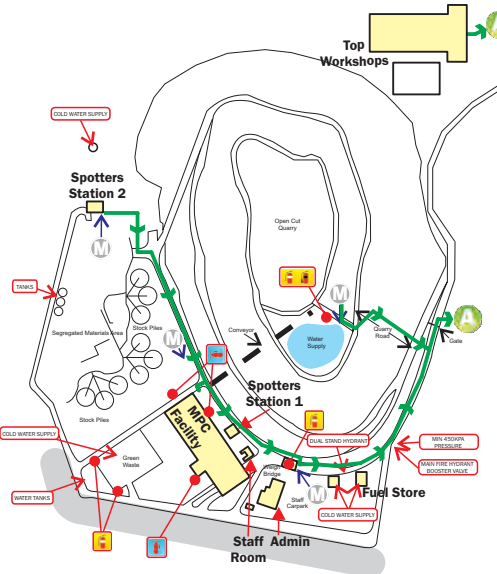 A
Top
Workshops
COLD WATER SUPPLY
Spotters
Station 2
M
Open Cut
Quarry
TANKS
M
A
Segregated Materials Area
Stock Piles
M
Conveyor
Water
Supply
Quarry
Road
Gate
Spotters
Station 1
Stock Piles
MPC
Facility
COLD WATER SUPPLY
DUAL STAND HYDRANT
MIN 450KPA
PRESSURE
Green
Waste
Weigh
Bridge
MAIN FIRE HYDRANT
BOOSTER VALVE
WATER TANKS
M
Staff
Carpark
Fuel Store
COLD WATER SUPPLY
Staff
Room
Admin